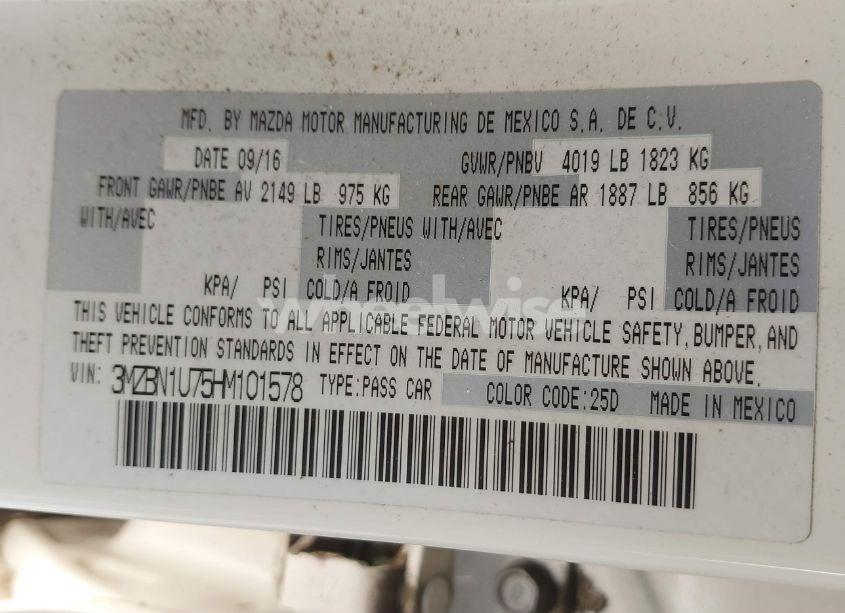 MFD. BY MAZDA MOTOR MANUFACTURING DE MEXICO S.A. DE C.V.
DATE 09/16 GVWR/PNBV 4019 LB 1823 KG
FRONT GAWR/PNBE AV 2149 LB 975 KG REAR GAWR/PNBE AR 1887 LB 856 KG
WITH/AVEC TIRES/PNEUS WITH/AVEC TIRES/PNEUS
RIMS/JANTES RIMS/JANTES
KPA/ PSI COLD/A FROID KPA/ PSI COLD/A FROID
wheelwise
THIS VEHICLE CONFORMS TO ALL APPLICABLE FEDERAL MOTOR VEHICLE SAFETY, BUMPER, AND
THEFT PREVENTION STANDARDS IN EFFECT ON THE DATE OF MANUFACTURE SHOWN ABOVE.
VIN: 3MZBN1U75HM101578 TYPE:PASS CAR COLOR CODE:25D MADE IN MEXICO